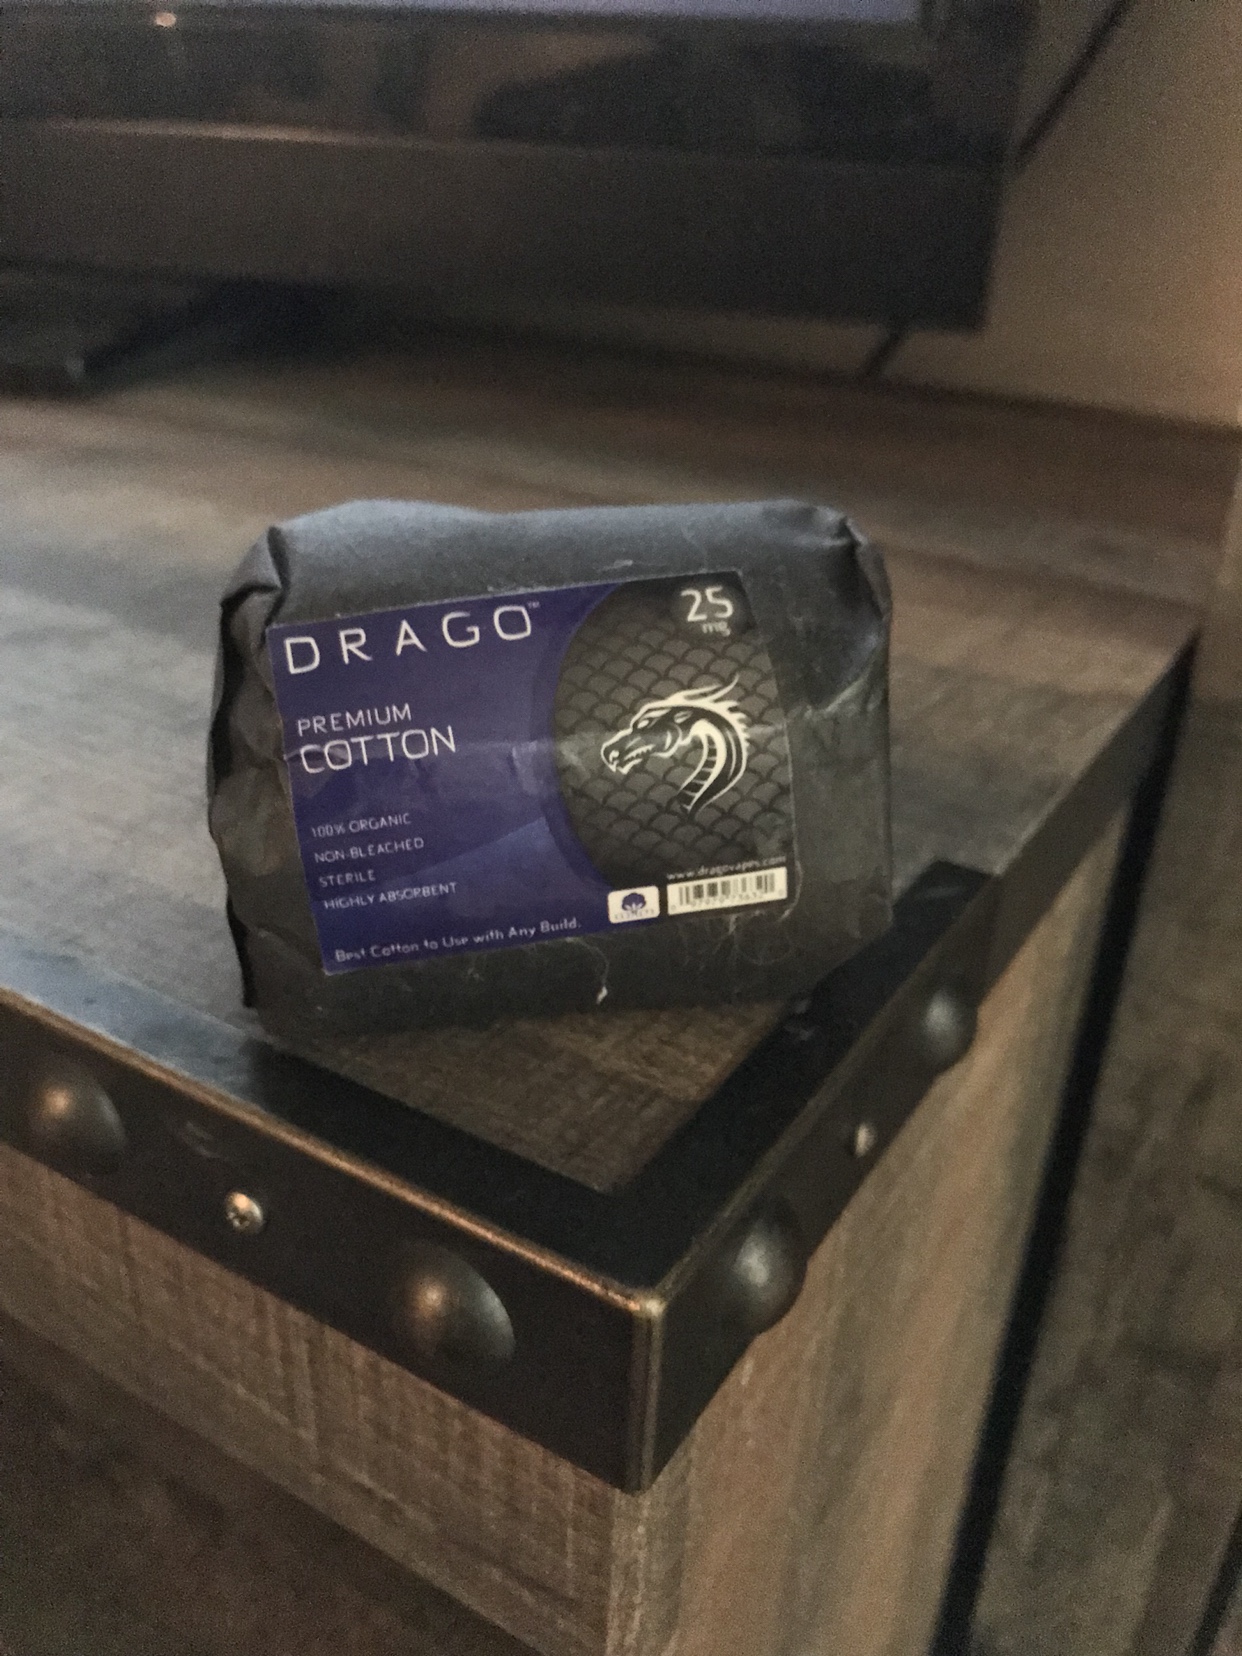 DRAGO™
25
mg
PREMIUM
COTTON
100% ORGANIC
NON-BLEACHED
STERILE
HIGHLY ABSORBENT
Best Cotton to Use with Any Build.
www.dragovapes.com